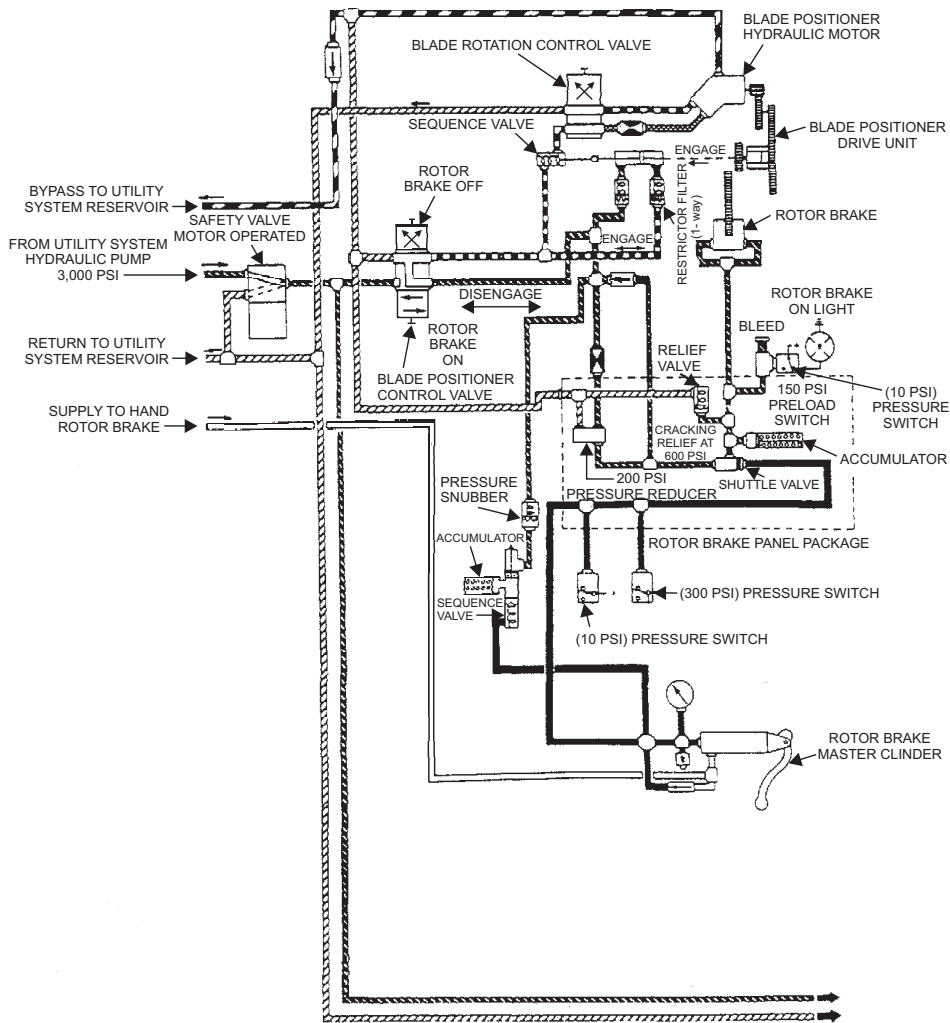 BLADE POSITIONER
HYDRAULIC MOTOR
BLADE ROTATION CONTROL VALVE
SEQUENCE VALVE
BLADE POSITIONER
DRIVE UNIT
ENGAGE
ROTOR
BRAKE OFF
BYPASS TO UTILITY
SYSTEM RESERVOIR
SAFETY VALVE
MOTOR OPERATED
RESTRICTOR FILTER
(1- way)
ROTOR BRAKE
FROM UTILITY SYSTEM
HYDRAULIC PUMP
3,000 PSI
ENGAGE
DISENGAGE
ROTOR BRAKE
ON LIGHT
BLEED
ROTOR
BRAKE
ON
RETURN TO UTILITY
SYSTEM RESERVOIR
BLADE POSITIONER
CONTROL VALVE
RELIEF
VALVE
150 PSI
PRELOAD
SWITCH
(10 PSI)
PRESSURE
SWITCH
SUPPLY TO HAND
ROTOR BRAKE
CRACKING
RELIEF AT
600 PSI
ACCUMULATOR
200 PSI
SHUTTLE VALVE
PRESSURE
SNUBBER
PRESSURE REDUCER
ACCUMULATOR
ROTOR BRAKE PANEL PACKAGE
SEQUENCE
VALVE
(300 PSI) PRESSURE SWITCH
(10 PSI) PRESSURE SWITCH
ROTOR BRAKE
MASTER CLINDER